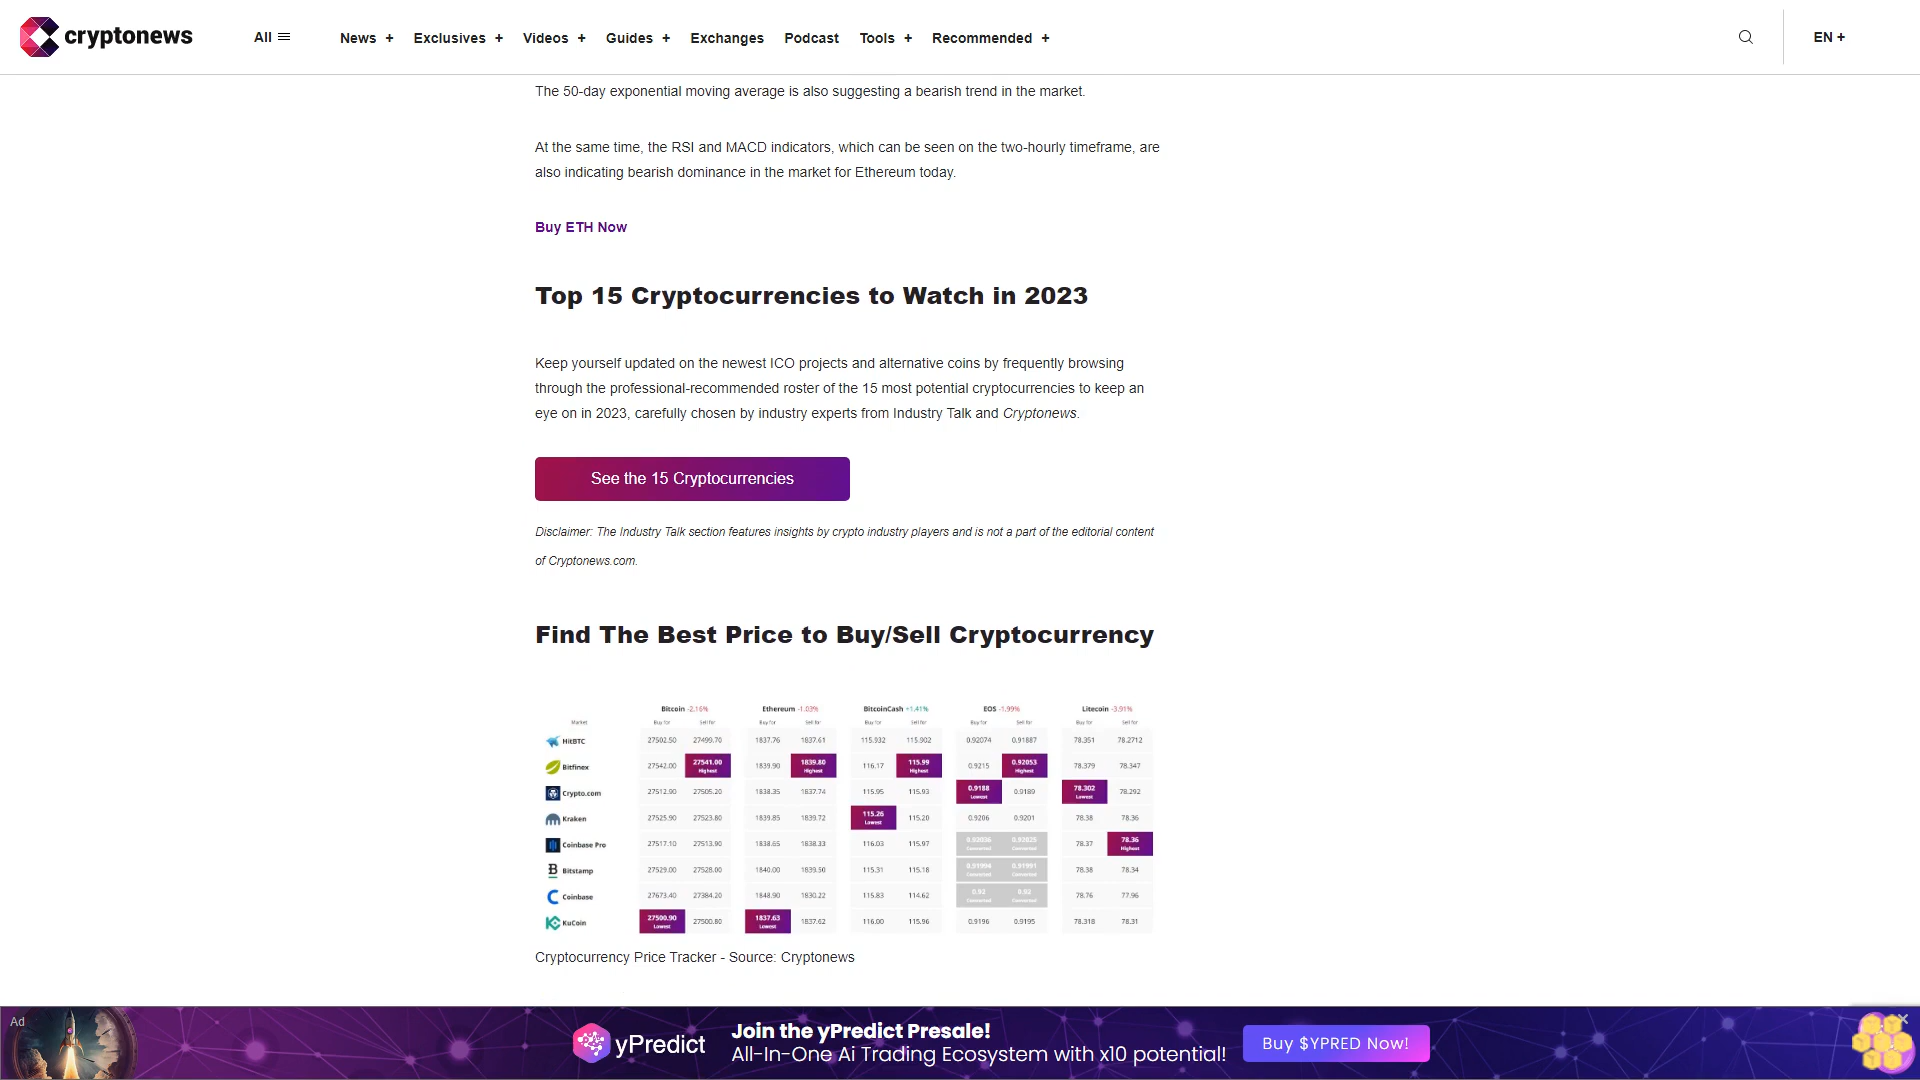 cryptonews
All
News +
Exclusives +
Videos +
Guides +
Exchanges
Podcast
Tools +
Recommended +
EN +
The 50-day exponential moving average is also suggesting a bearish trend in the market.
At the same time, the RSI and MACD indicators, which can be seen on the two-hourly timeframe, are
also indicating bearish dominance in the market for Ethereum today.
Buy ETH Now
Top 15 Cryptocurrencies to Watch in 2023
Keep yourself updated on the newest ICO projects and alternative coins by frequently browsing
through the professional-recommended roster of the 15 most potential cryptocurrencies to keep an
eye on in 2023, carefully chosen by industry experts from Industry Talk and Cryptonews.
See the 15 Cryptocurrencies
Disclaimer: The Industry Talk section features insights by crypto industry players and is not a part of the editorial content
of Cryptonews.com.
Find The Best Price to Buy/Sell Cryptocurrency
Bitcoin -2.16% Ethereum -1.03% BitcoinCash +1.41% EOS -1.99% Litecoin -3.91%
Market Buy for Sell for Buy for Sell for Buy for Sell for Buy for Sell for Buy for Sell for
HitBTC 27502.50 27499.70 1837.76 1837.61 115.932 115.902 0.92074 0.91887 78.351 78.2712
Bitfinex 27542.00 27541.00 Highest 1839.90 1839.80 Highest 116.17 115.99 Highest 0.9215 0.92053 Highest 78.379 78.347
Crypto.com 27512.90 27505.20 1838.35 1837.74 115.95 115.93 0.9188 Lowest 0.9189 78.302 Lowest 78.292
Kraken 27525.90 27523.80 1839.85 1839.72 115.26 Lowest 115.20 0.9206 0.9201 78.38 78.36
Coinbase Pro 27517.10 27513.90 1838.65 1838.33 116.03 115.97 0.92036 Converted 0.92025 Converted 78.37 78.36 Highest
Bitstamp 27529.00 27528.00 1840.00 1839.50 115.31 115.18 0.91994 Converted 0.91991 Converted 78.38 78.34
Coinbase 27673.40 27384.20 1848.90 1830.22 115.83 114.62 0.92 Converted 0.92 Converted 78.76 77.96
KuCoin 27500.90 Lowest 27500.80 1837.63 Lowest 1837.62 116.00 115.96 0.9196 0.9195 78.318 78.31
Cryptocurrency Price Tracker - Source: Cryptonews
Ad
yPredict
Join the yPredict Presale!
All-In-One Ai Trading Ecosystem with x10 potential!
Buy $YPRED Now!